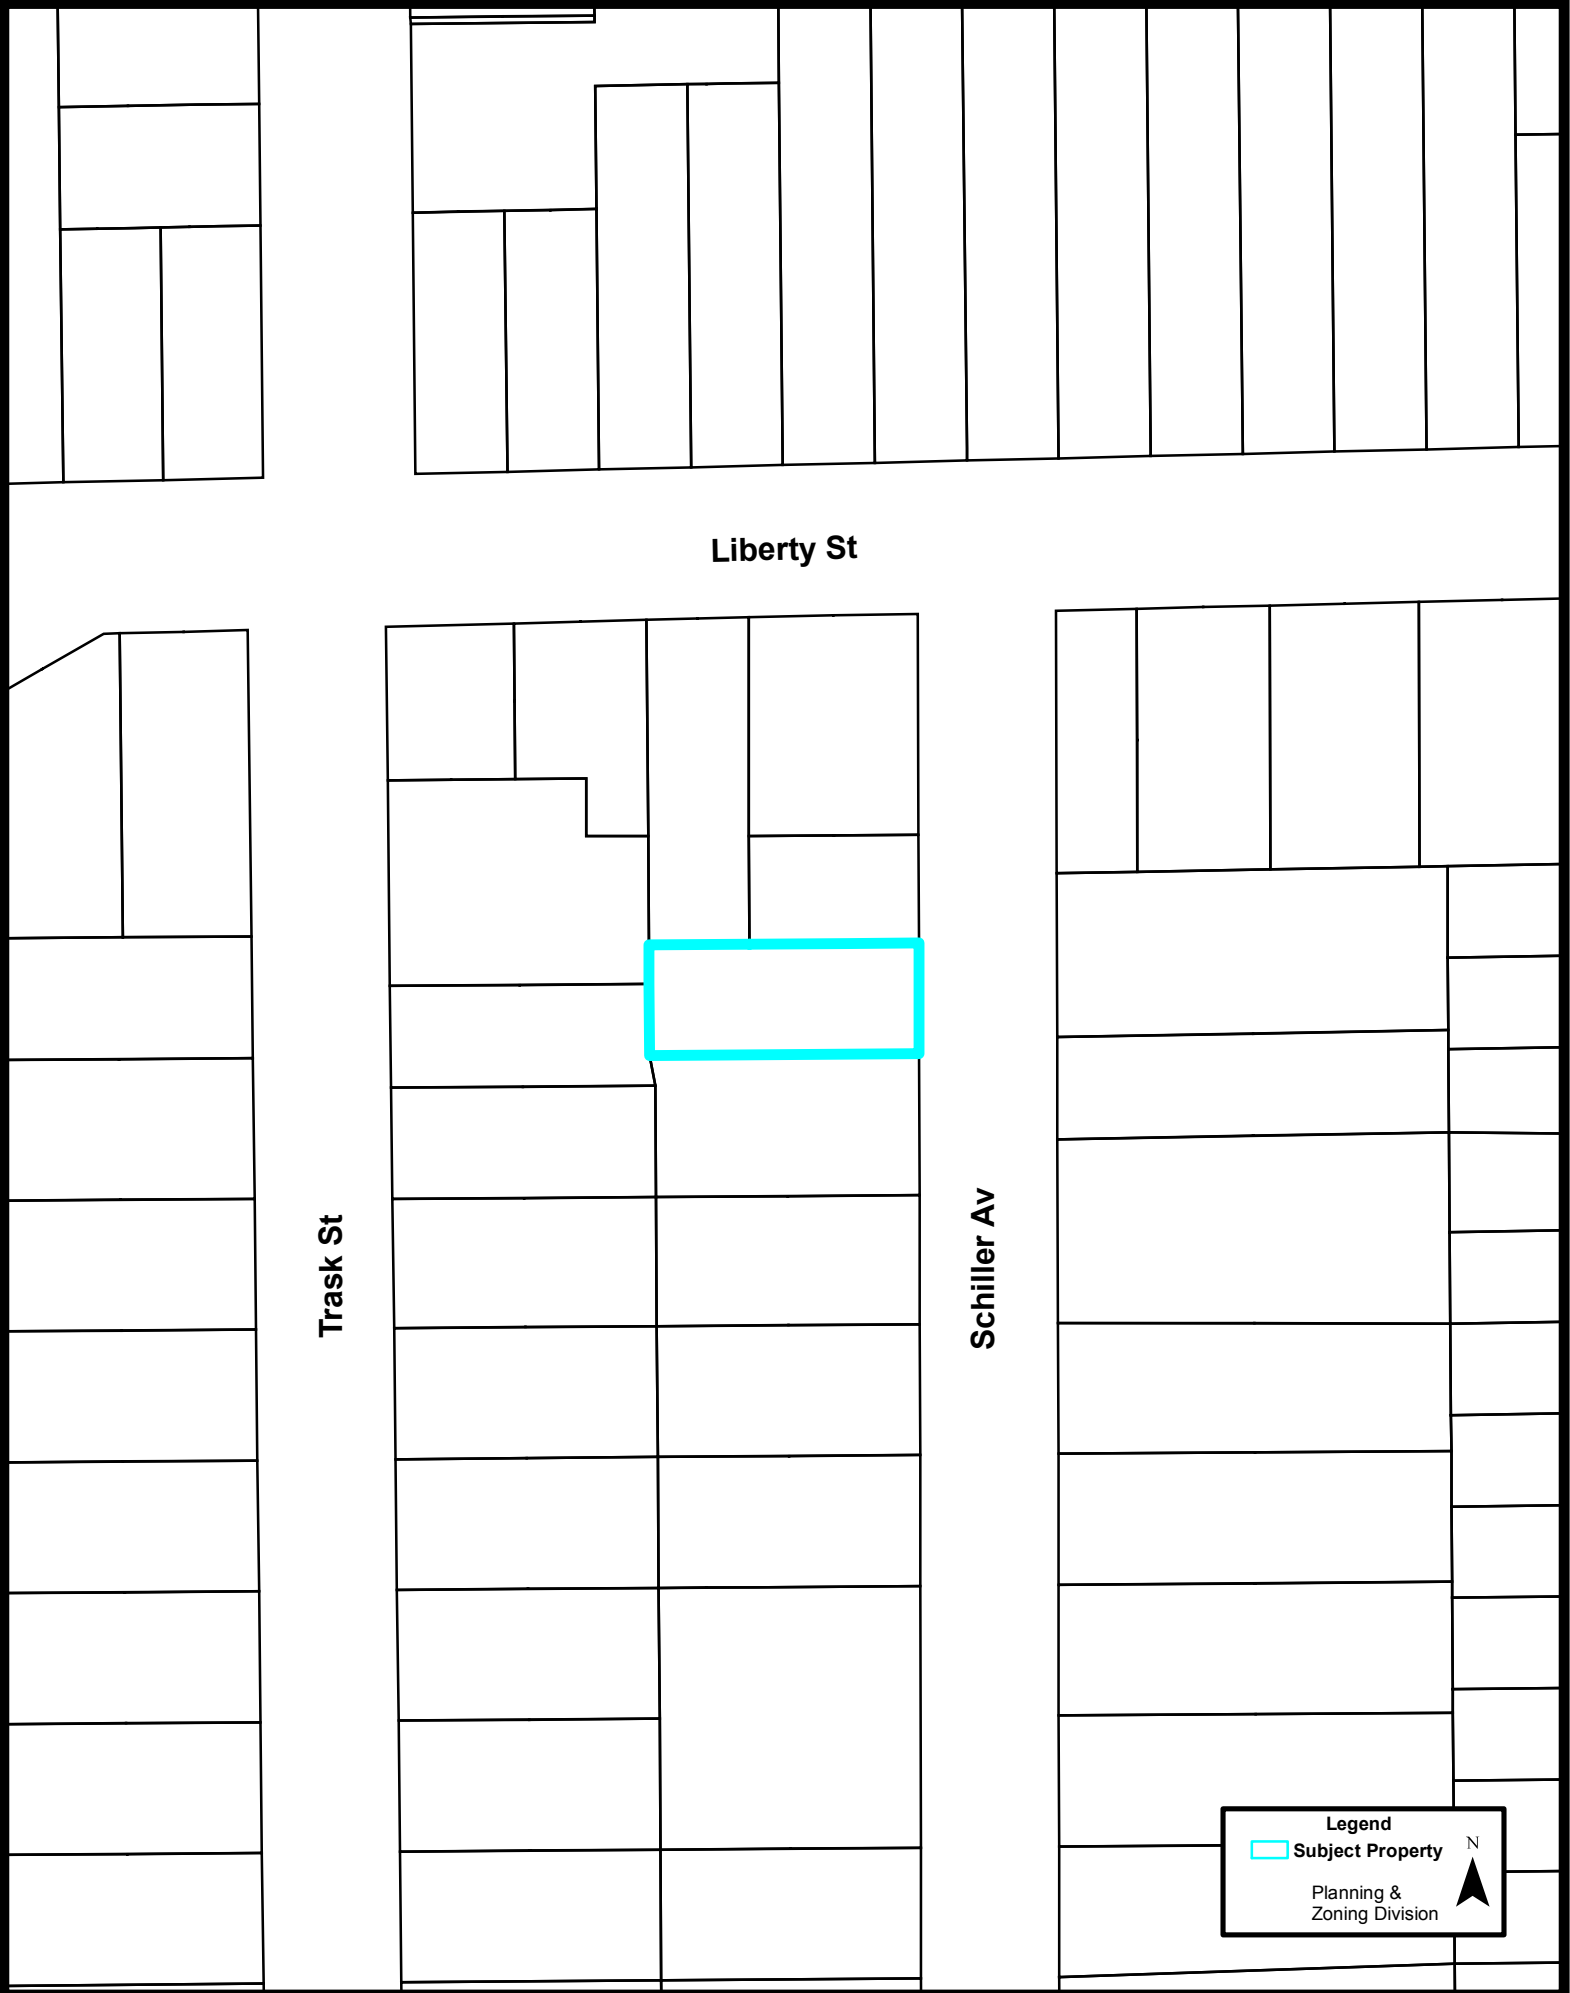 Liberty St
Trask St
Schiller Av
Legend
Subject Property
N
Planning &
Zoning Division